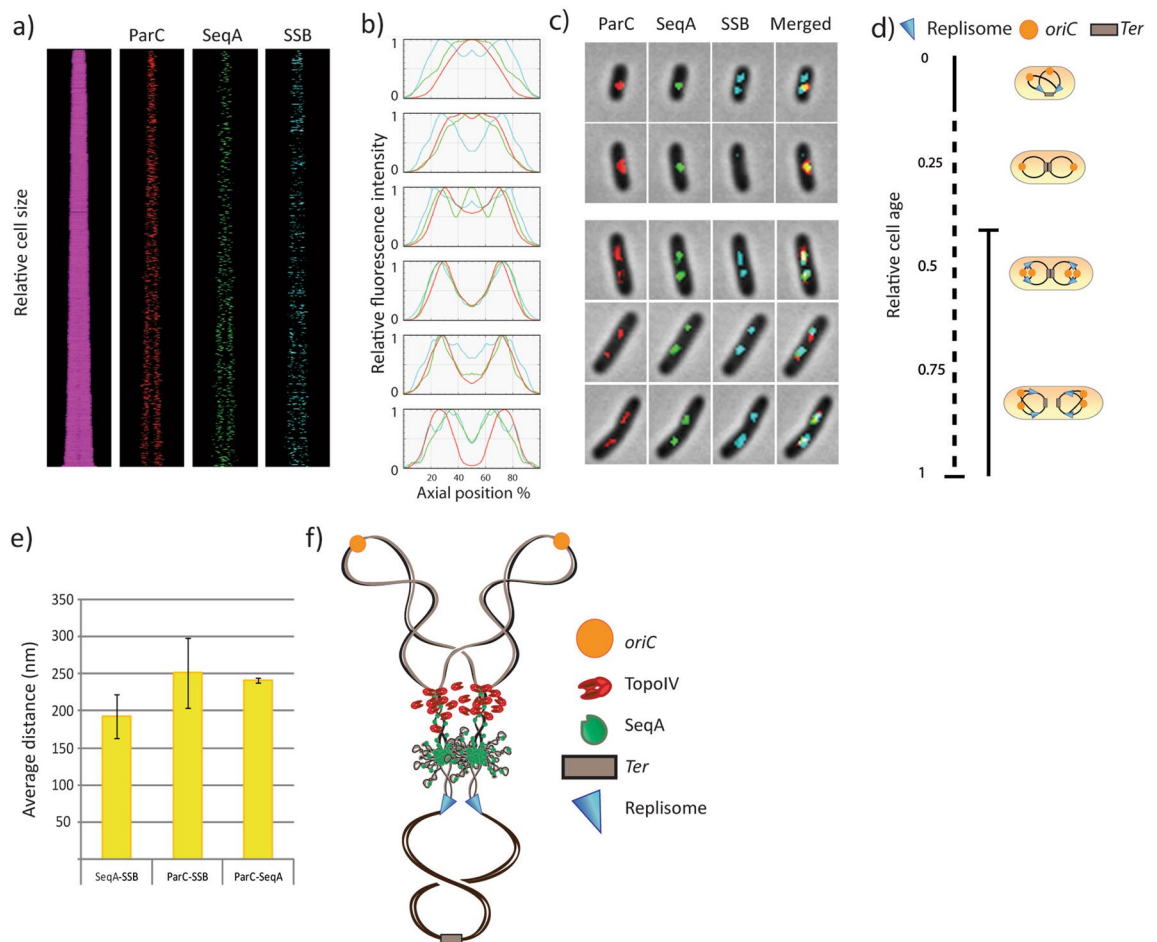 a)
ParC
SeqA
SSB
Relative cell size
b)
1
0
1
0
1
0
1
0
1
0
1
0
20
40
60
80
Relative fluorescence intensity
Axial position %
c)
ParC
SeqA
SSB
Merged
d)
Replisome
oriC
Ter
0
0.25
0.5
0.75
1
Relative cell age
e)
350
300
250
200
150
100
50
Average distance (nm)
SeqA-SSB
ParC-SSB
ParC-SeqA
f)
oriC
TopoIV
SeqA
Ter
Replisome